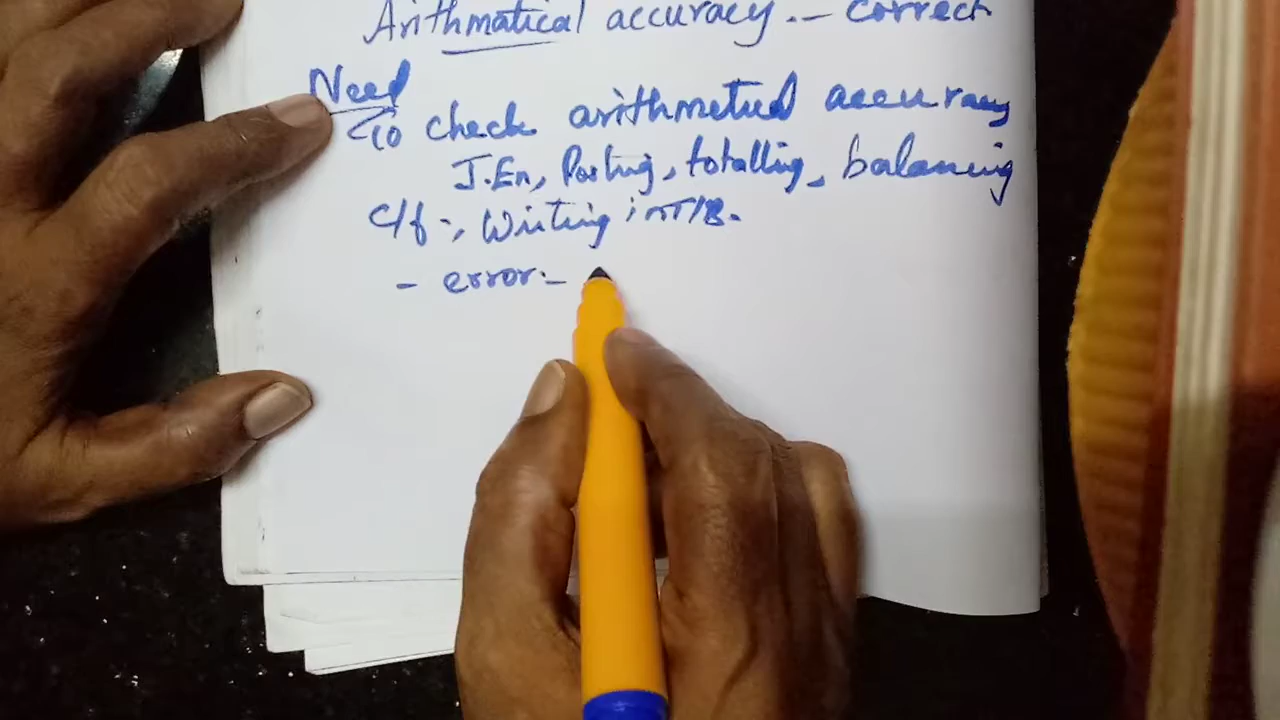 Arithmatical accuracy. - correct
Need
To check arithmetical accuracy
J.En, Posting, totalling, balancing
C/f -, Writing in T/B.
- error: -